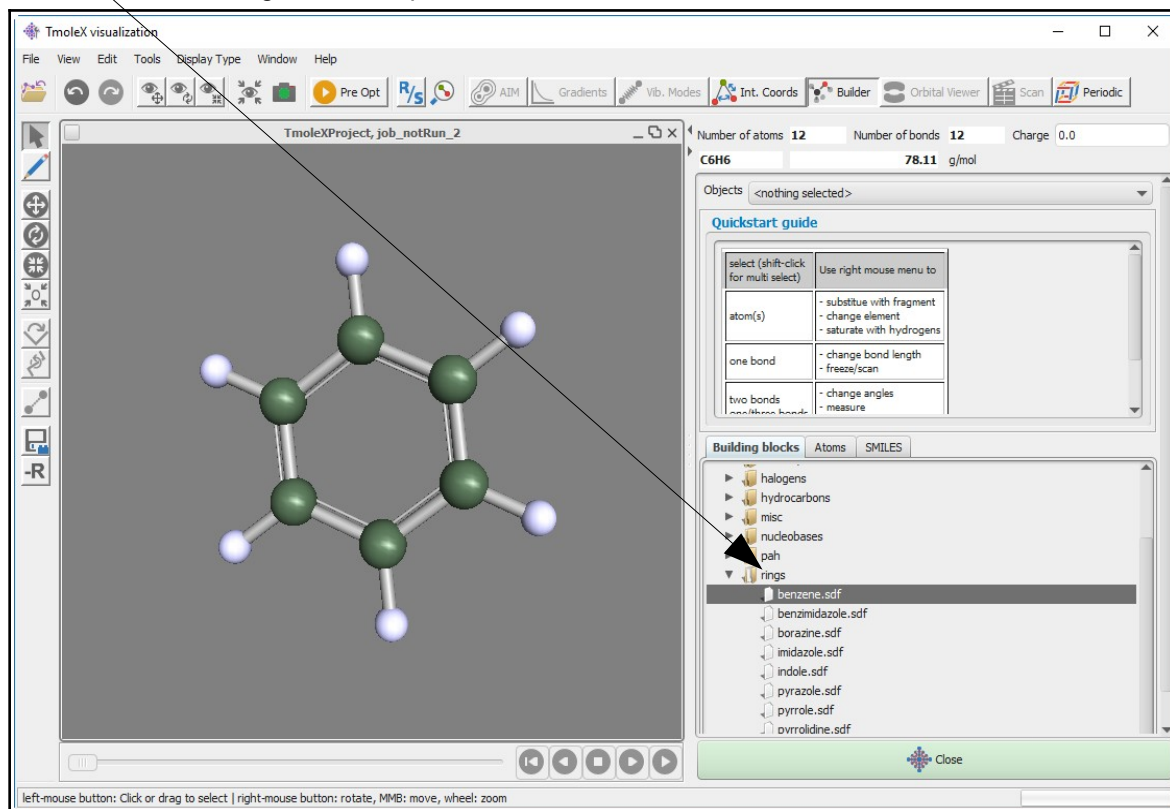 TmoleX visualization
File View Edit Tools Display Type Window Help
Pre Opt R/S AIM Gradients Vib. Modes Int. Coords Builder Orbital Viewer Scan Periodic
TmoleXProject, job_notRun_2
Number of atoms 12 Number of bonds 12 Charge 0.0
C6H6 78.11 g/mol
Objects <nothing selected>
Quickstart guide
select (shift-click for multi select)
Use right mouse menu to
atom(s)
- substitue with fragment
- change element
- saturate with hydrogens
one bond
- change bond length
- freeze/scan
two bonds
one/three bonds
- change angles
- measure
Building blocks Atoms SMILES
halogens
hydrocarbons
misc
nucleobases
pah
rings
benzene.sdf
benzimidazole.sdf
borazine.sdf
imidazole.sdf
indole.sdf
pyrazole.sdf
pyrrole.sdf
pyrrolidine.sdf
-R
Close
left-mouse button: Click or drag to select | right-mouse button: rotate, MMB: move, wheel: zoom